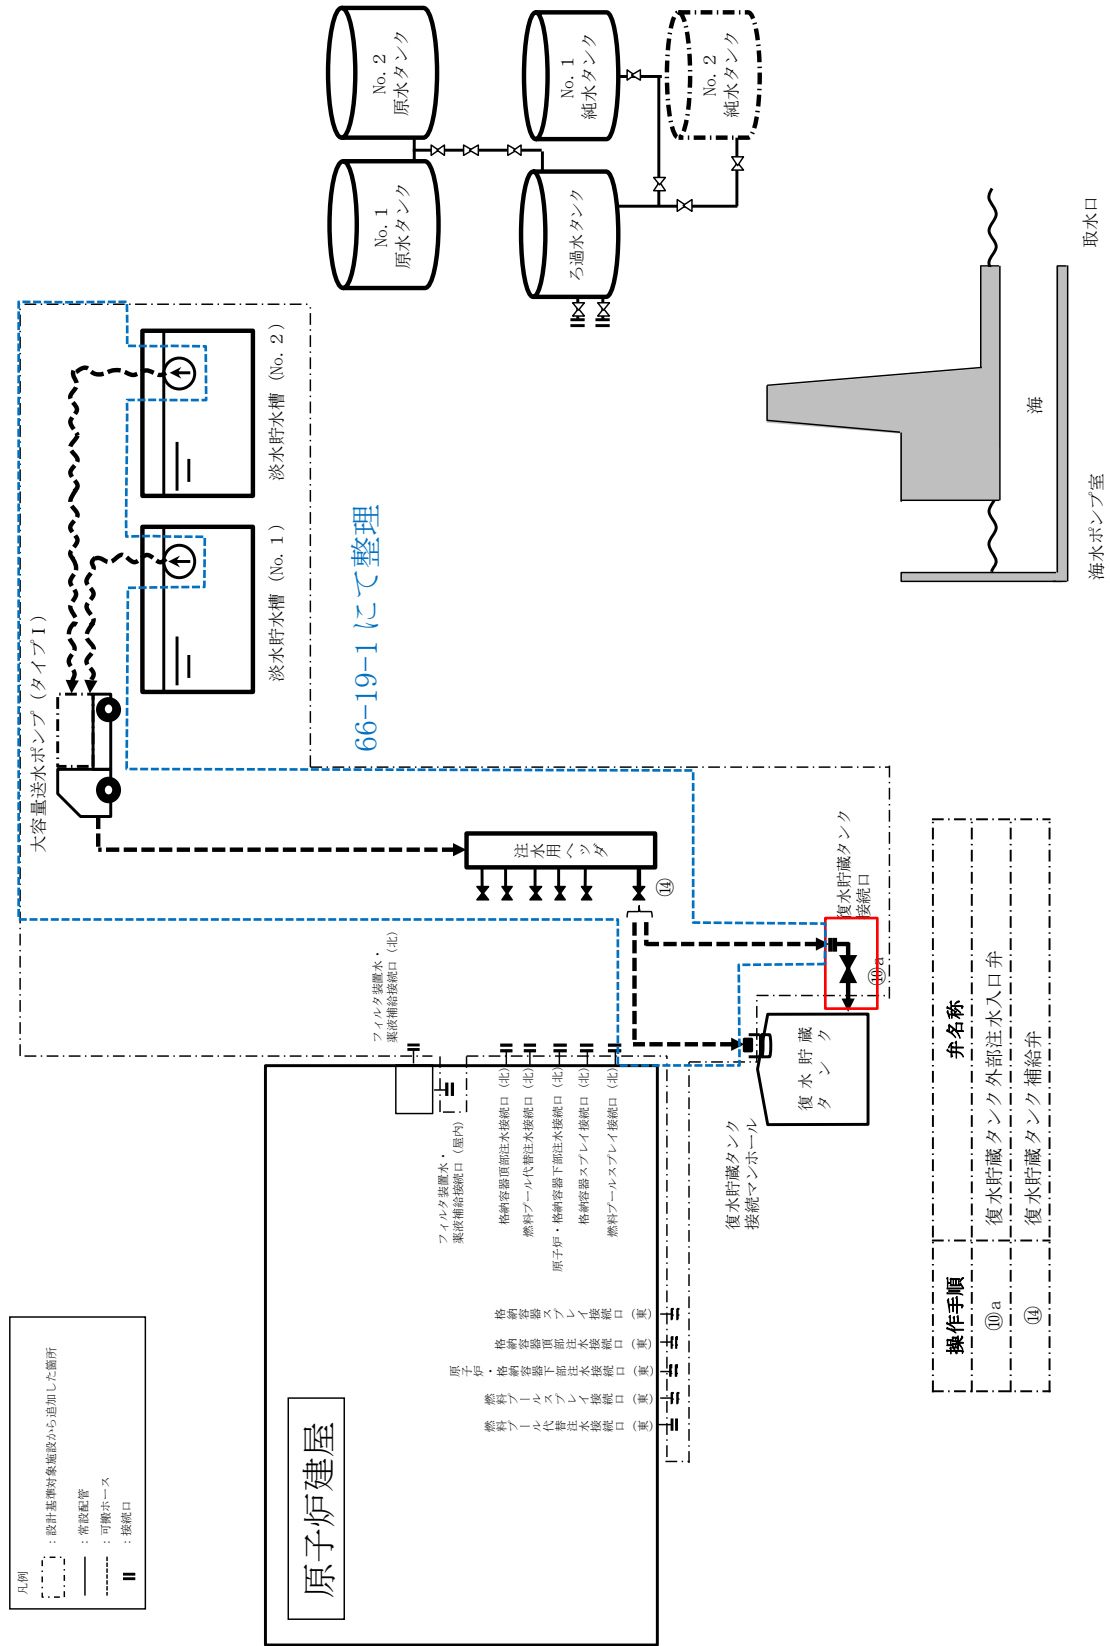 凡例
：設計基準対象施設から追加した箇所
：常設配管
：可搬ホース
：接続口
原子炉建屋
大容量送水ポンプ（タイプⅠ）
淡水貯水槽（No. 1）
淡水貯水槽（No. 2）
66-19-1 にて整理
No. 1
原水タンク
No. 2
原水タンク
ろ過水タンク
No. 1
純水タンク
No. 2
純水タンク
注水用ヘッダ
⑭
フィルタ装置水・
薬液補給接続口（北）
フィルタ装置水・
薬液補給接続口（屋内）
格納容器頂部注水接続口（北）
燃料プール代替注水接続口（北）
原子炉・格納容器下部注水接続口（北）
格納容器スプレイ接続口（北）
燃料プールスプレイ接続口（北）
格納容器スプレイ接続口（東）
格納容器頂部注水接続口（東）
原子炉・格納容器下部注水接続口（東）
燃料プールスプレイ接続口（東）
燃料プール代替注水接続口（東）
復水貯蔵タンク
接続マンホール
復水貯蔵
タンク
復水貯蔵タンク
接続口
⑩a
海水ポンプ室
海
取水口
操作手順 弁名称
⑩a 復水貯蔵タンク外部注水入口弁
⑭ 復水貯蔵タンク補給弁